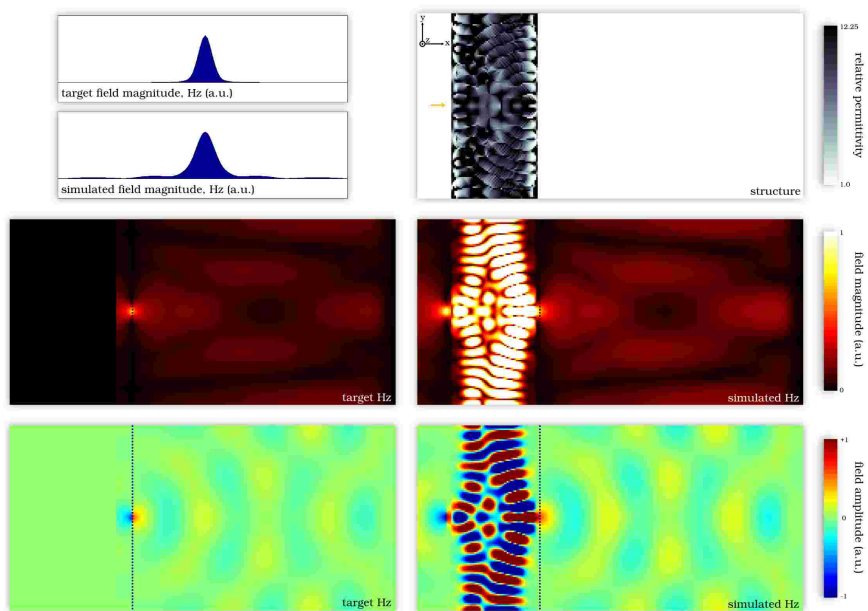 target field magnitude, Hz (a.u.)
simulated field magnitude, Hz (a.u.)
y
z
x
structure
12.25
relative permittivity
1.0
target Hz
simulated Hz
1
field magnitude (a.u.)
0
target Hz
simulated Hz
+1
field amplitude (a.u.)
-1